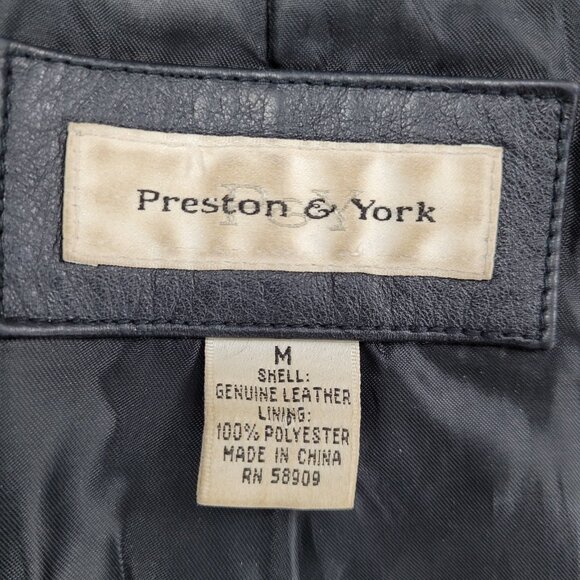 P&Y
Preston & York
M
SHELL:
GENUINE LEATHER
LINING:
100% POLYESTER
MADE IN CHINA
RN 58909